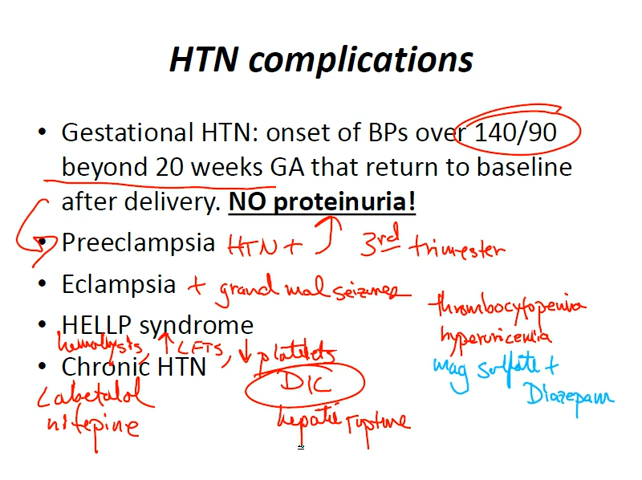 HTN complications
• Gestational HTN: onset of BPs over 140/90
beyond 20 weeks GA that return to baseline
after delivery. NO proteinuria!
• Preeclampsia HTN + 3rd trimester
• Eclampsia + grand mal seizures
• HELLP syndrome
hemolysis, ↑ LFTS, ↓ platelets
thrombocytopenia
hyperuricemia
• Chronic HTN
DIC
mag sulfate +
Diazepam
Labetalol
nifepine
hepatic rupture